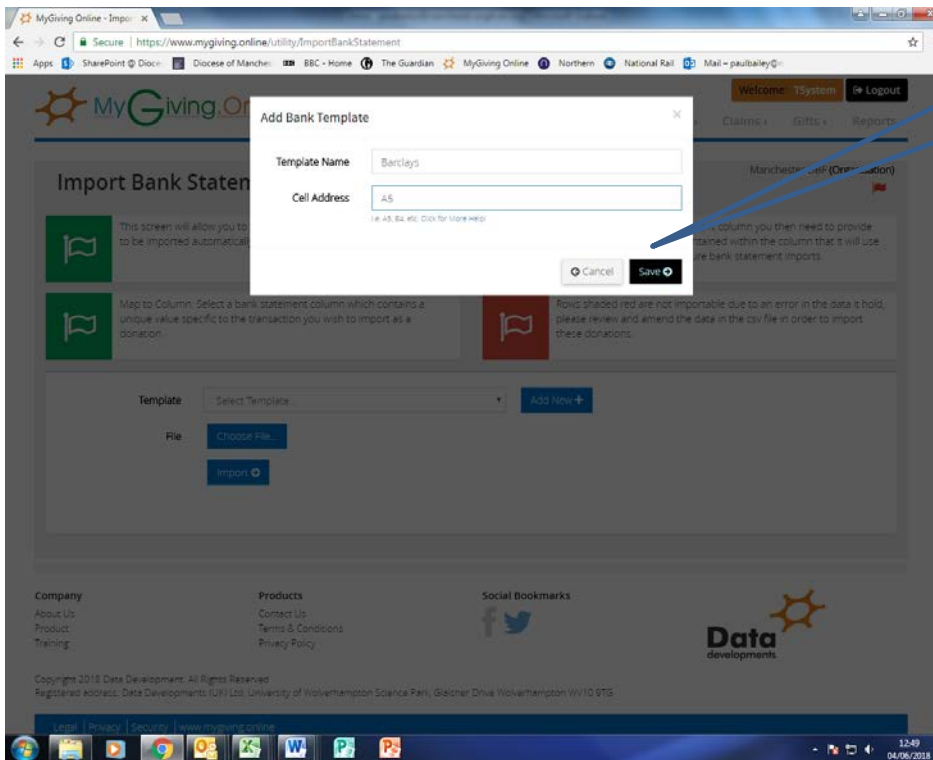 MyGiving Online - Impor
Secure | https://www.mygiving.online/utility/ImportBankStatement
Apps SharePoint @ Dioce Diocese of Manche BBC - Home The Guardian MyGiving Online Northern National Rail Mail – paulbailey@
MyGiving.On
Welcome: TSystem Logout
Claims Gifts Reports
Add Bank Template ×
Template Name Barclays
Cell Address A5
i.e. A3, B4, etc. Click for More Help!
Cancel Save
Import Bank Statem
Manchester DBF (Organisation)
This screen will allow you to
to be imported automatically
column you then need to provide
contained within the column that it will use
bank statement imports.
Map to Column: Select a bank statement column which contains a
unique value specific to the transaction you wish to import as a
donation.
Rows shaded red are not importable due to an error in the data it hold,
please review and amend the data in the csv file in order to import
these donations.
Template Select Template... Add New +
File Choose File...
Import
Company
About Us
Product
Training
Products
Contact Us
Terms & Conditions
Privacy Policy
Social Bookmarks
Data
developments
Copyright 2018 Data Development. All Rights Reserved
Registered address: Data Developments (UK) Ltd, University of Wolverhampton Science Park, Glaisher Drive Wolverhampton WV10 9TG
Legal | Privacy | Security | www.mygiving.online
12:49
04/06/2018